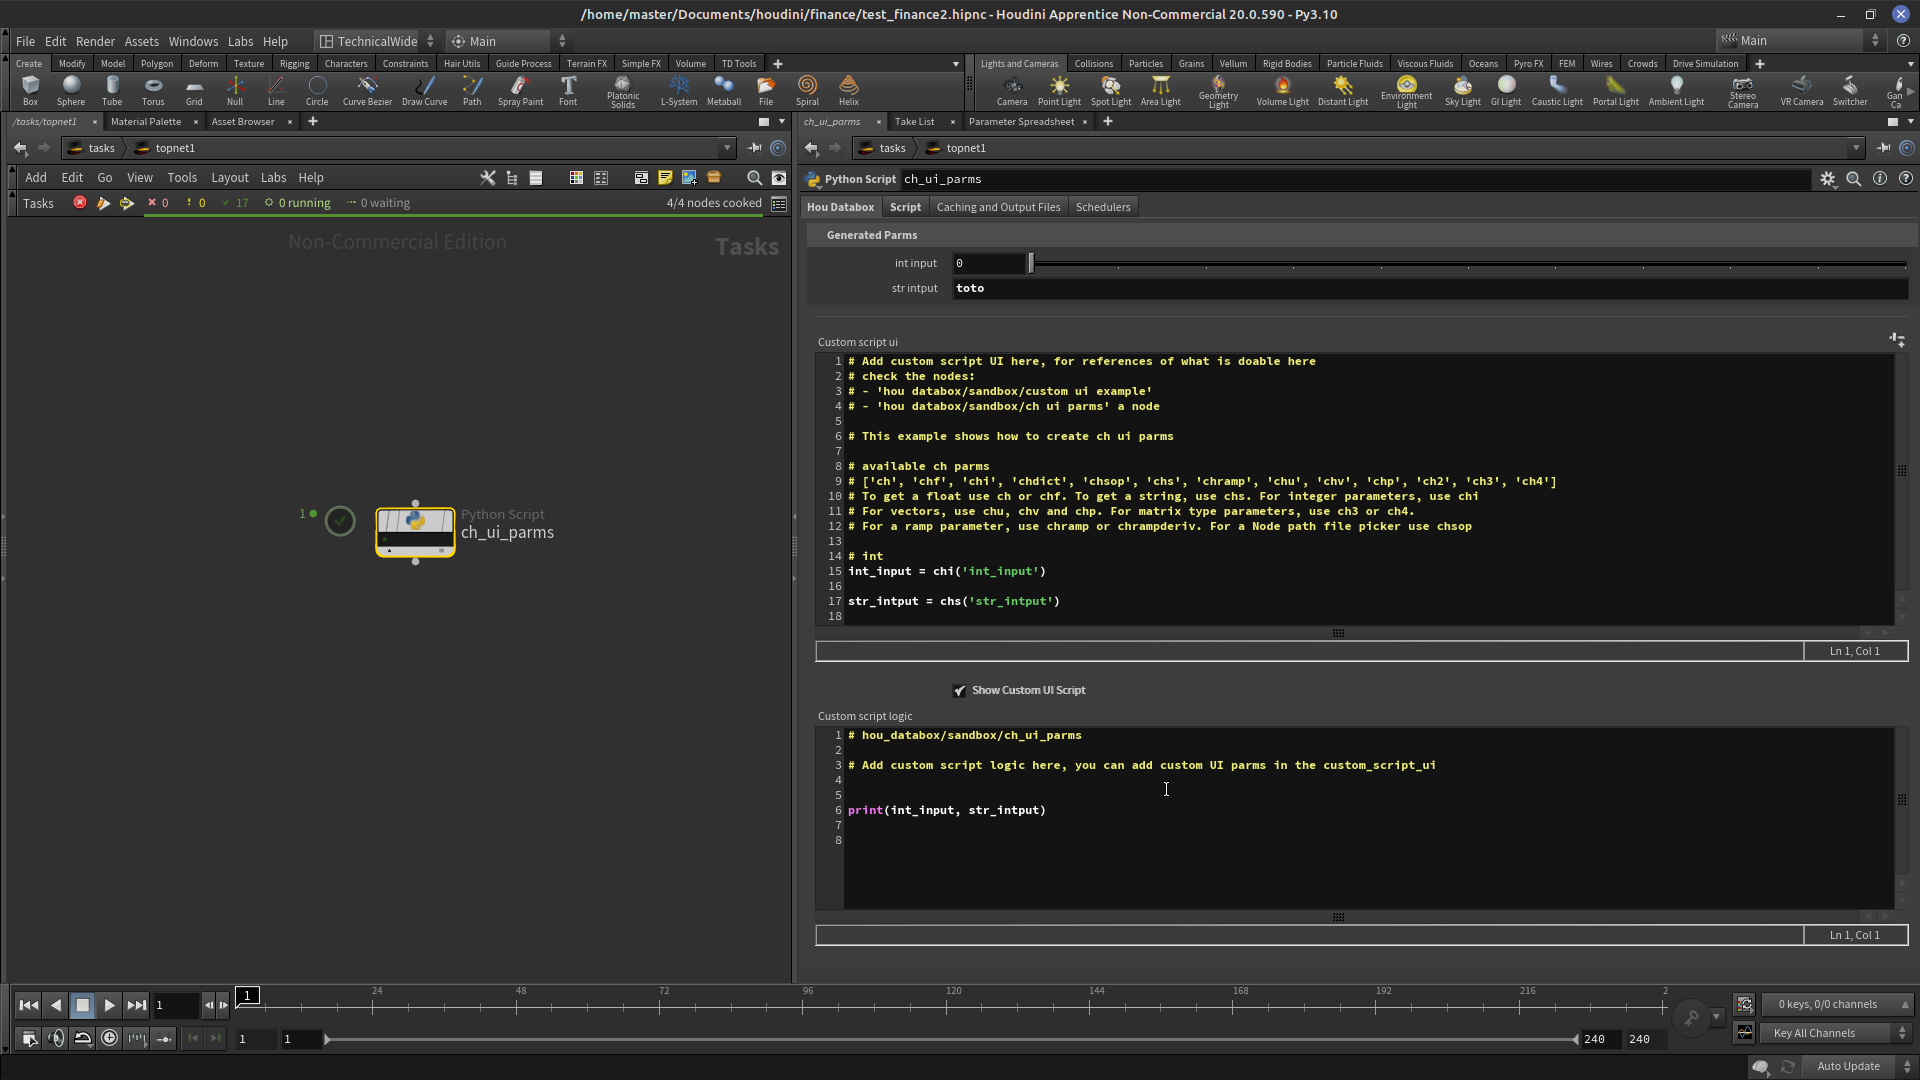 /home/master/Documents/houdini/finance/test_finance2.hipnc - Houdini Apprentice Non-Commercial 20.0.590 - Py3.10
File Edit Render Assets Windows Labs Help TechnicalWide Main Main
Create Modify Model Polygon Deform Texture Rigging Characters Constraints Hair Utils Guide Process Terrain FX Simple FX Volume TD Tools
Lights and Cameras Collisions Particles Grains Vellum Rigid Bodies Particle Fluids Viscous Fluids Oceans Pyro FX FEM Wires Crowds Drive Simulation
Box Sphere Tube Torus Grid Null Line Circle Curve Bezier Draw Curve Path Spray Paint Font Platonic Solids L-System Metaball File Spiral Helix
Camera Point Light Spot Light Area Light Geometry Light Volume Light Distant Light Environment Light Sky Light GI Light Caustic Light Portal Light Ambient Light Stereo Camera VR Camera Switcher Gan Ca
/tasks/topnet1 Material Palette Asset Browser
tasks topnet1
Add Edit Go View Tools Layout Labs Help
Tasks 0 0 17 0 running 0 waiting 4/4 nodes cooked
Non-Commercial Edition
Tasks
1
Python Script
ch_ui_parms
ch_ui_parms Take List Parameter Spreadsheet
tasks topnet1
Python Script ch_ui_parms
Hou Databox Script Caching and Output Files Schedulers
Generated Parms
int input 0
str intput toto
Custom script ui
1 # Add custom script UI here, for references of what is doable here
2 # check the nodes:
3 # - 'hou databox/sandbox/custom ui example'
4 # - 'hou databox/sandbox/ch ui parms' a node
5
6 # This example shows how to create ch ui parms
7
8 # available ch parms
9 # ['ch', 'chf', 'chi', 'chdict', 'chsop', 'chs', 'chramp', 'chu', 'chv', 'chp', 'ch2', 'ch3', 'ch4']
10 # To get a float use ch or chf. To get a string, use chs. For integer parameters, use chi
11 # For vectors, use chu, chv and chp. For matrix type parameters, use ch3 or ch4.
12 # For a ramp parameter, use chramp or chrampderiv. For a Node path file picker use chsop
13
14 # int
15 int_input = chi('int_input')
16
17 str_intput = chs('str_intput')
18
Ln 1, Col 1
Show Custom UI Script
Custom script logic
1 # hou_databox/sandbox/ch_ui_parms
2
3 # Add custom script logic here, you can add custom UI parms in the custom_script_ui
4
5
6 print(int_input, str_intput)
7
8
Ln 1, Col 1
1 1 24 48 72 96 120 144 168 192 216 2
0 keys, 0/0 channels
1 1 240 240
Key All Channels
Auto Update